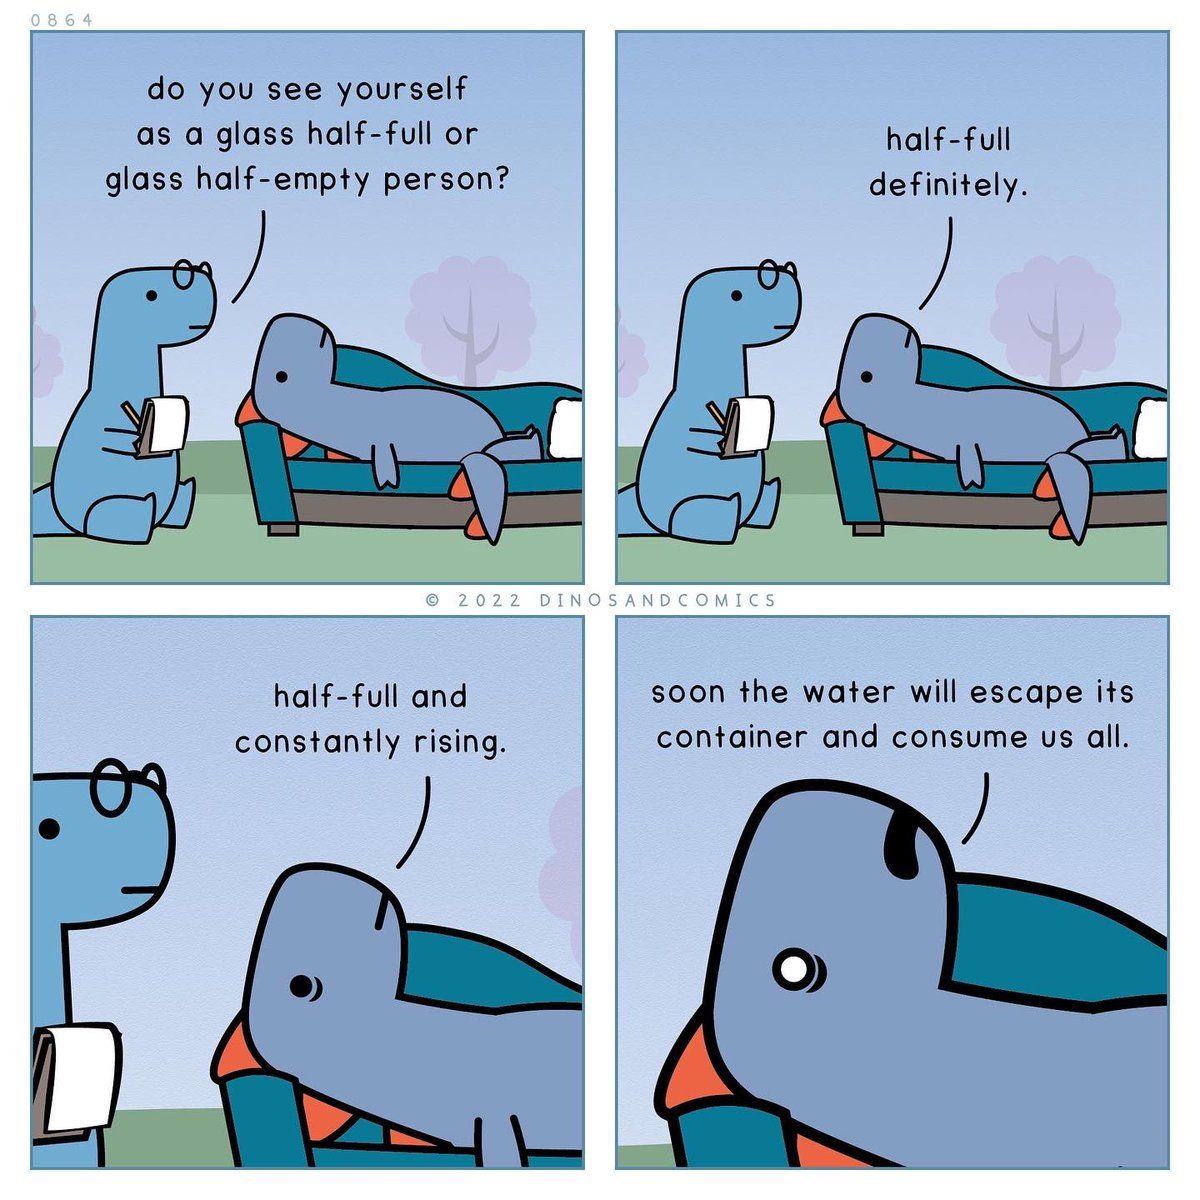 0864
do you see yourself
as a glass half-full or
glass half-empty person?
half-full
definitely.
© 2022 DINOSANDCOMICS
half-full and
constantly rising.
soon the water will escape its
container and consume us all.